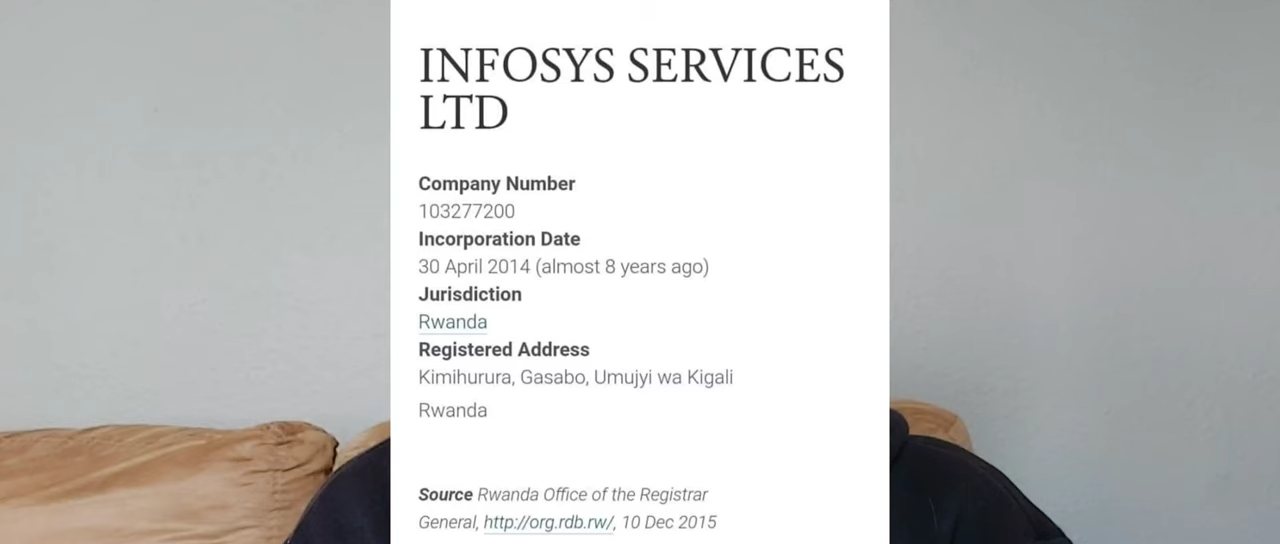 INFOSYS SERVICES
LTD
Company Number
103277200
Incorporation Date
30 April 2014 (almost 8 years ago)
Jurisdiction
Rwanda
Registered Address
Kimihurura, Gasabo, Umujyi wa Kigali
Rwanda
Source Rwanda Office of the Registrar
General, http://org.rdb.rw/, 10 Dec 2015